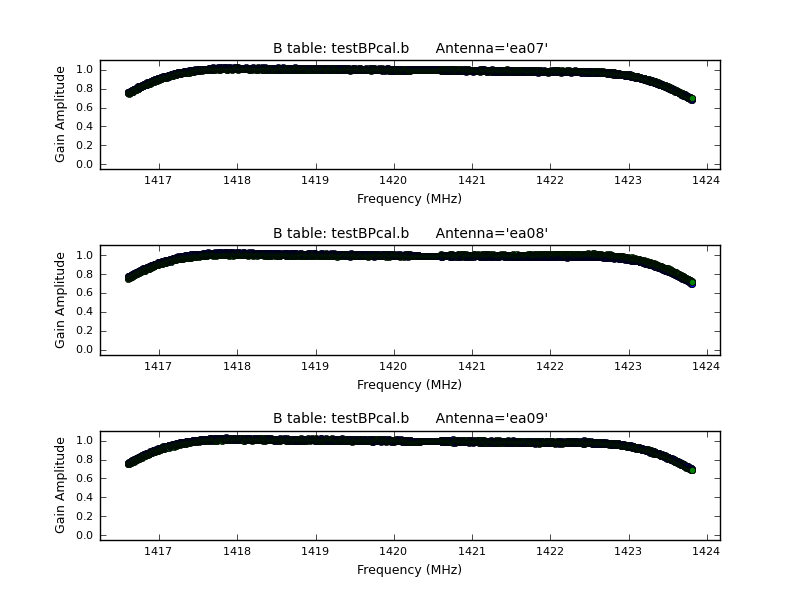 B table: testBPcal.b Antenna='ea07'
Gain Amplitude
1.0
0.8
0.6
0.4
0.2
0.0
1417 1418 1419 1420 1421 1422 1423 1424
Frequency (MHz)
B table: testBPcal.b Antenna='ea08'
Gain Amplitude
1.0
0.8
0.6
0.4
0.2
0.0
1417 1418 1419 1420 1421 1422 1423 1424
Frequency (MHz)
B table: testBPcal.b Antenna='ea09'
Gain Amplitude
1.0
0.8
0.6
0.4
0.2
0.0
1417 1418 1419 1420 1421 1422 1423 1424
Frequency (MHz)